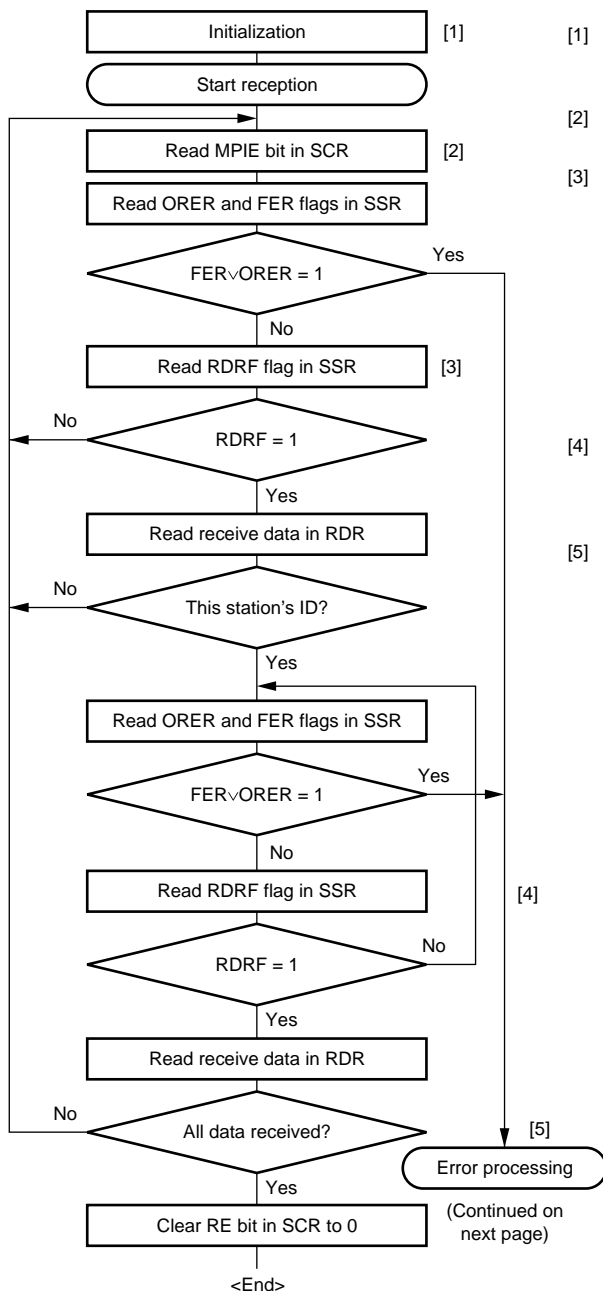 Initialization [1] [1]
Start reception
[2]
Read MPIE bit in SCR [2]
[3]
Read ORER and FER flags in SSR
Yes
FER∨ORER = 1
No
Read RDRF flag in SSR [3]
No
RDRF = 1 [4]
Yes
Read receive data in RDR
[5]
No
This station's ID?
Yes
Read ORER and FER flags in SSR
Yes
FER∨ORER = 1
No
Read RDRF flag in SSR
[4]
No
RDRF = 1
Yes
Read receive data in RDR
No
All data received? [5]
Error processing
Yes
(Continued on
next page)
Clear RE bit in SCR to 0
<End>